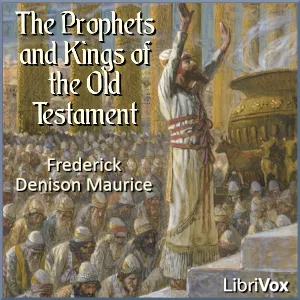 The Prophets
and Kings of
the Old
Testament
Frederick
Denison Maurice
LibriVox